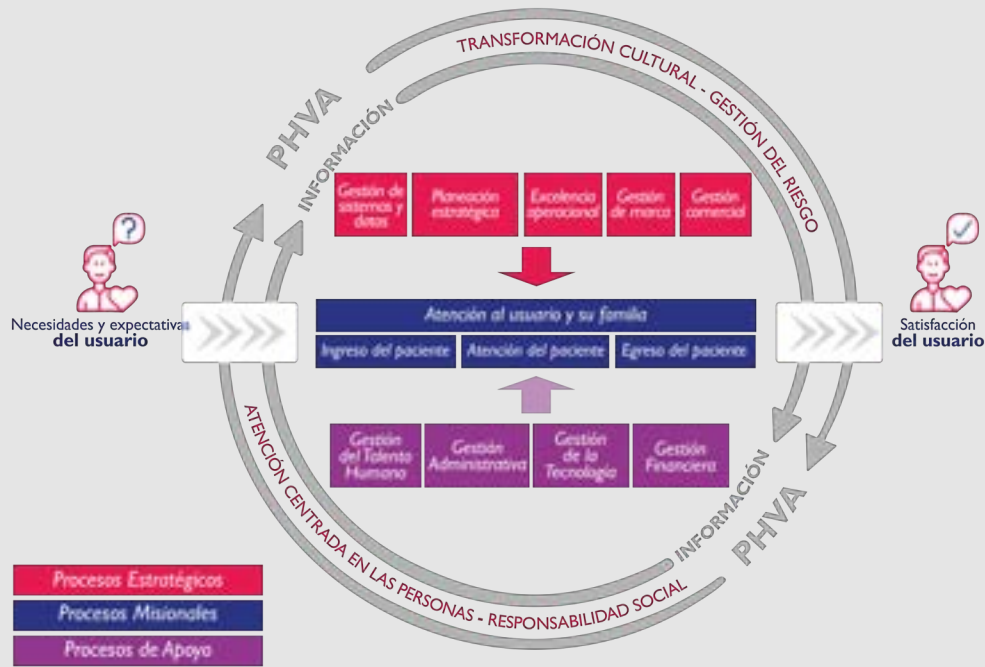 TRANSFORMACIÓN CULTURAL - GESTIÓN DEL RIESGO
PHVA
INFORMACIÓN
Gestión de
sistemas y
datos
Planeación
estratégica
Excelencia
operacional
Gestión
de marca
Gestión
comercial
?
Necesidades y expectativas
del usuario
Atención al usuario y su familia
Ingreso del paciente
Atención del paciente
Egreso del paciente
Satisfacción
del usuario
Gestión
del Talento
Humano
Gestión
Administrativa
Gestión
de la
Tecnología
Gestión
Financiera
INFORMACIÓN
PHVA
ATENCIÓN CENTRADA EN LAS PERSONAS - RESPONSABILIDAD SOCIAL
Procesos Estratégicos
Procesos Misionales
Procesos de Apoyo